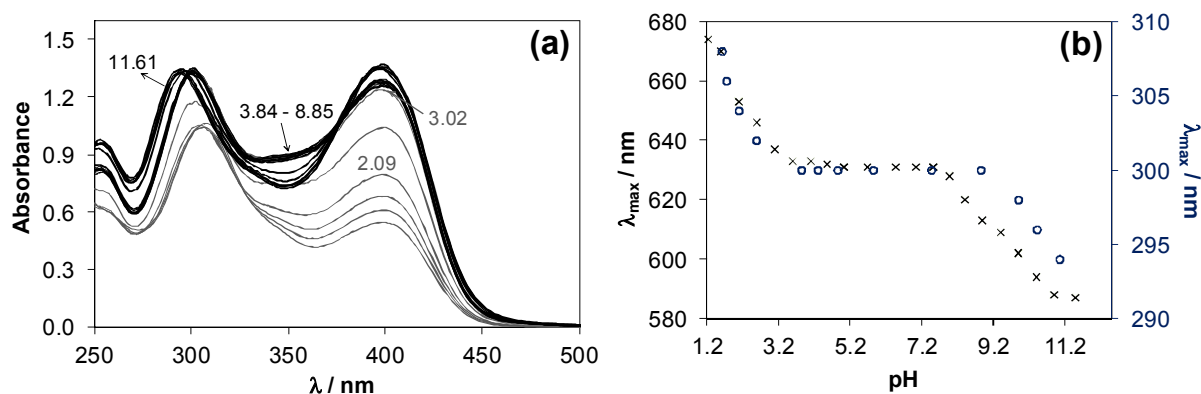 (a)
1.5
1.2
0.9
0.6
0.3
0.0
Absorbance
11.61
3.84 - 8.85
3.02
2.09
250 300 350 400 450 500
λ / nm
(b)
680
660
640
620
600
580
λmax / nm
310
305
300
295
290
λmax / nm
1.2 3.2 5.2 7.2 9.2 11.2
pH